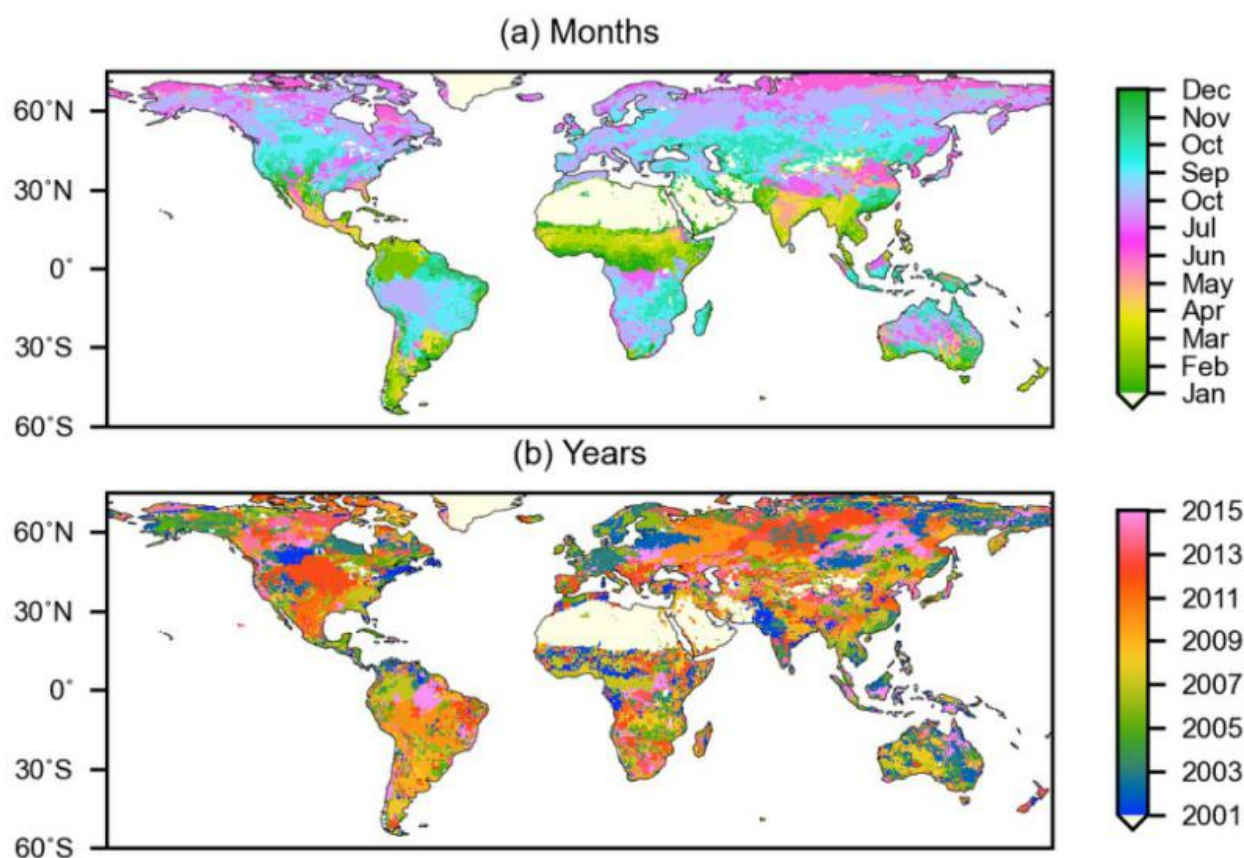 (a) Months
60˚N
30˚N
0˚
30˚S
60˚S
Dec
Nov
Oct
Sep
Oct
Jul
Jun
May
Apr
Mar
Feb
Jan
(b) Years
60˚N
30˚N
0˚
30˚S
60˚S
2015
2013
2011
2009
2007
2005
2003
2001